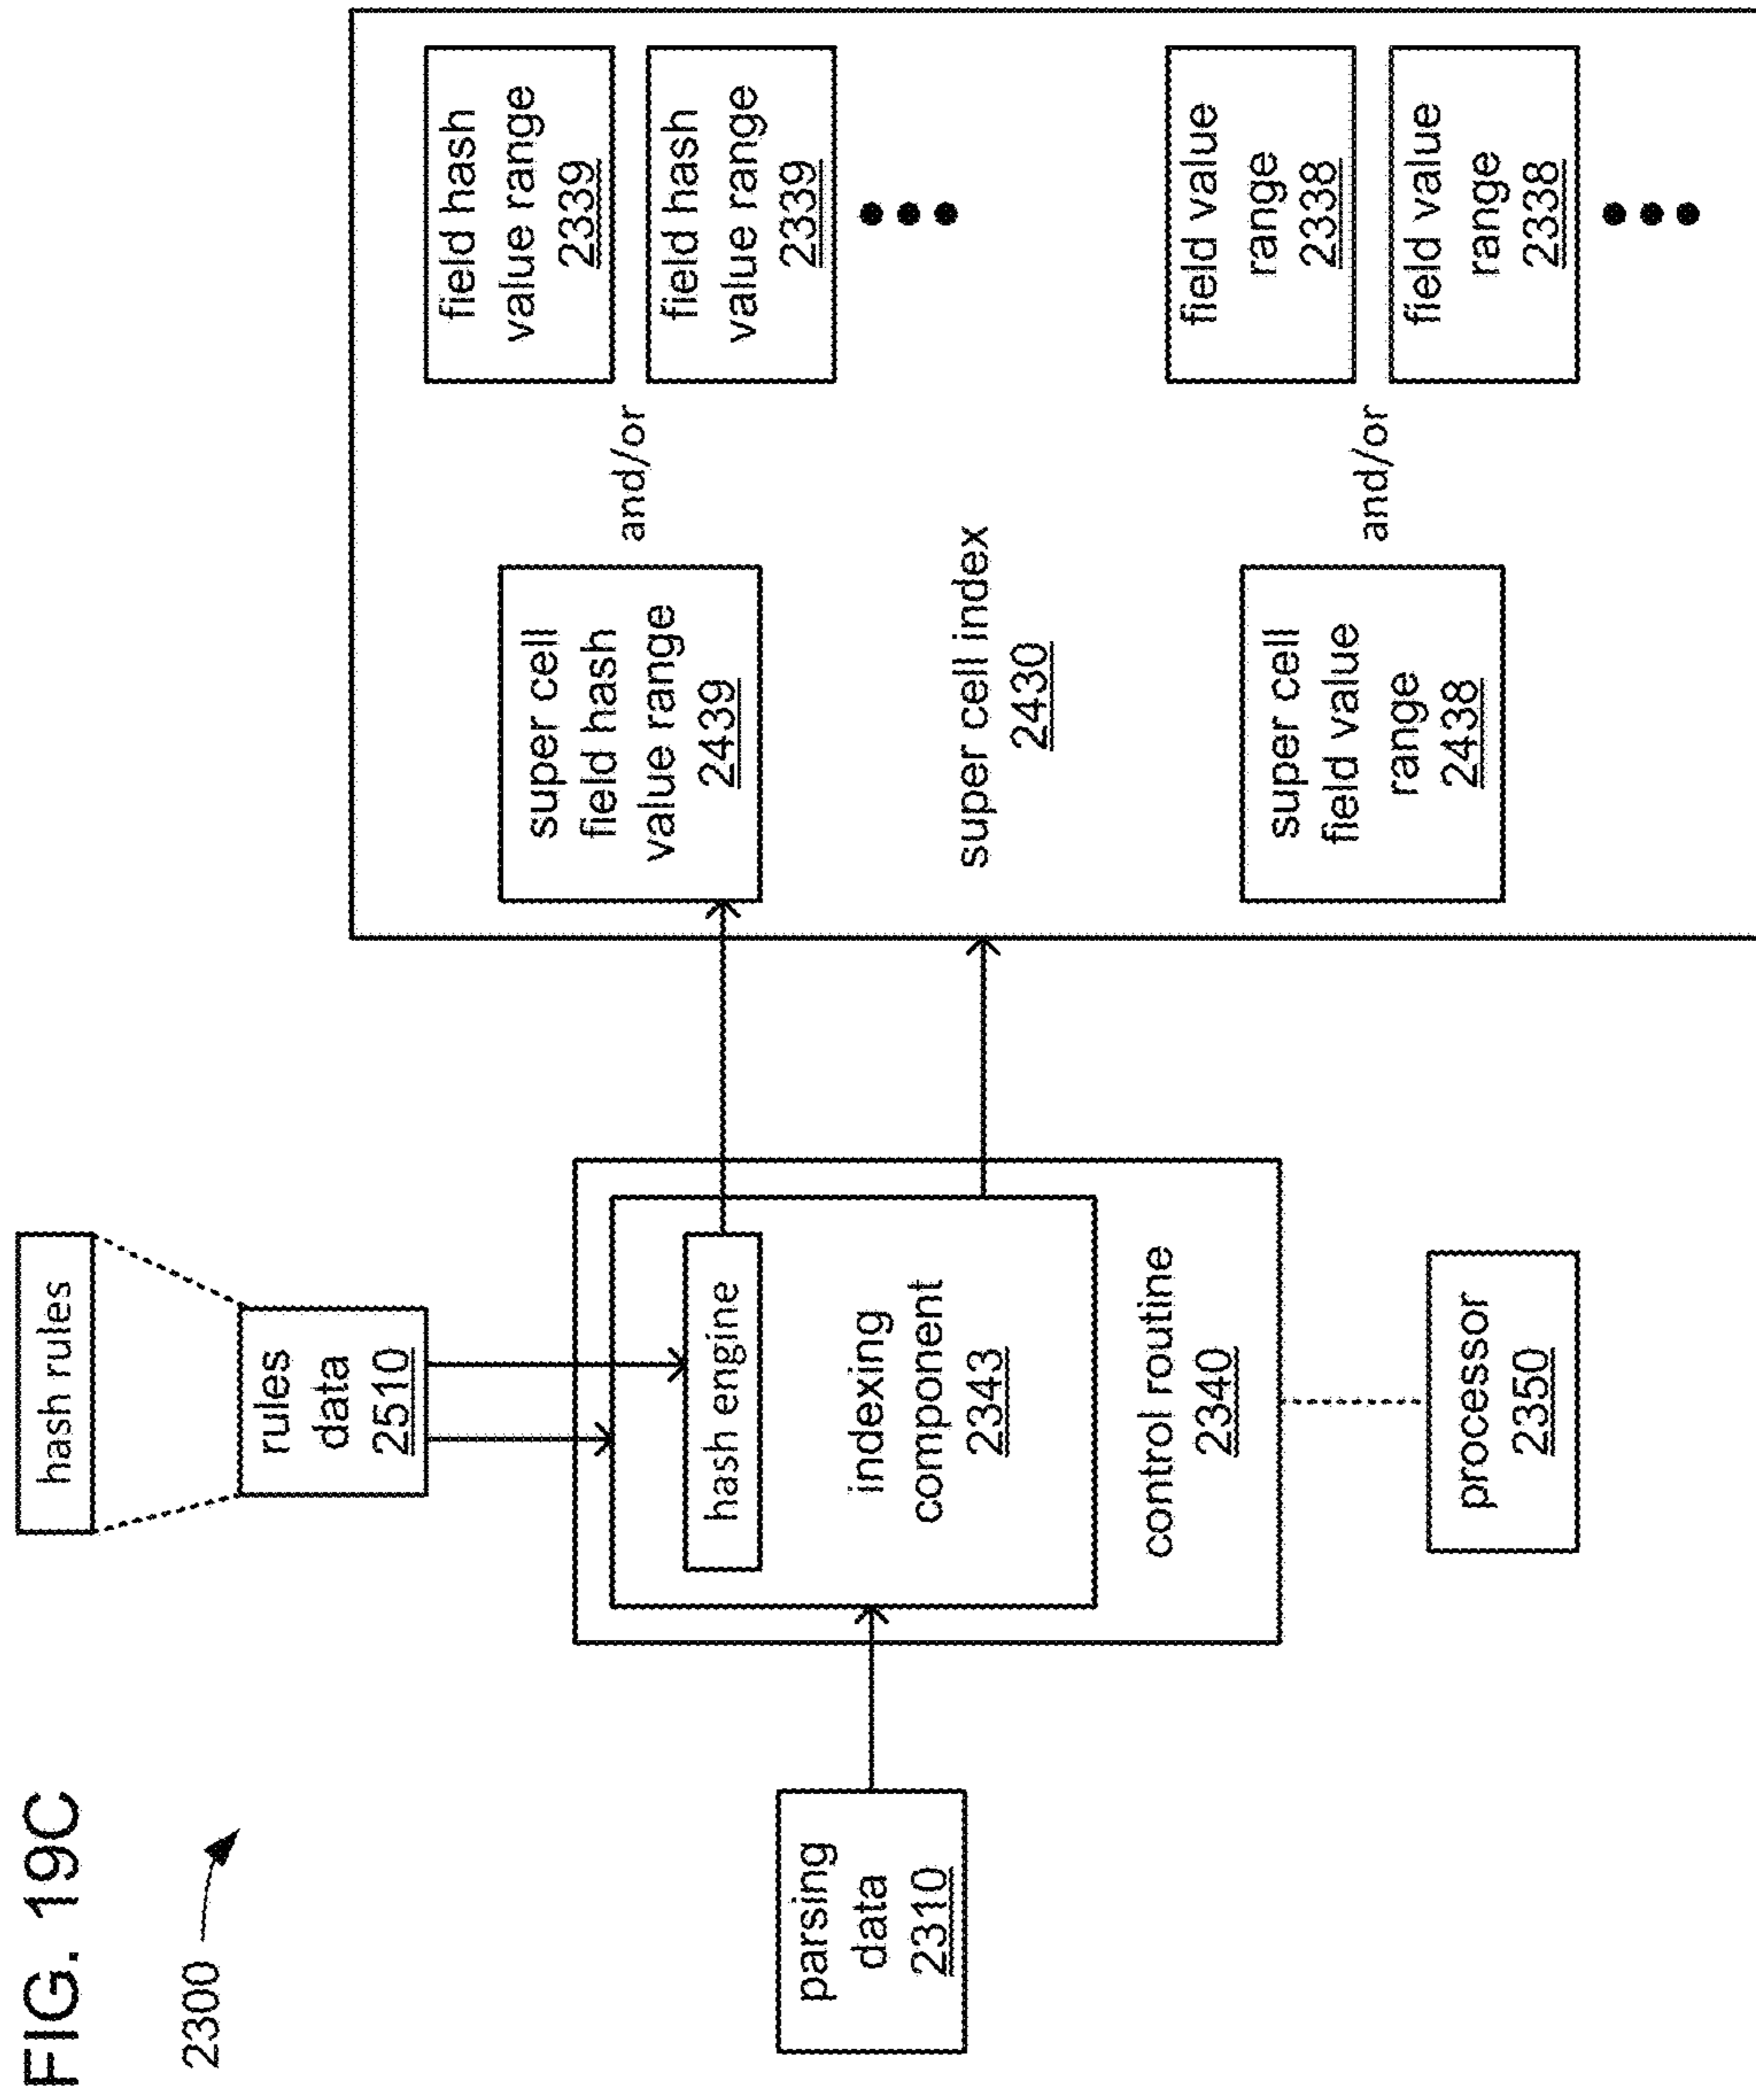 FIG. 19C
2300
hash rules
rules
data
2510
parsing
data
2310
hash engine
indexing
component
2343
control routine
2340
processor
2350
super cell
field hash
value range
2439
and/or
field hash
value range
2339
field hash
value range
2339
super cell index
2430
super cell
field value
range
2438
and/or
field value
range
2338
field value
range
2338